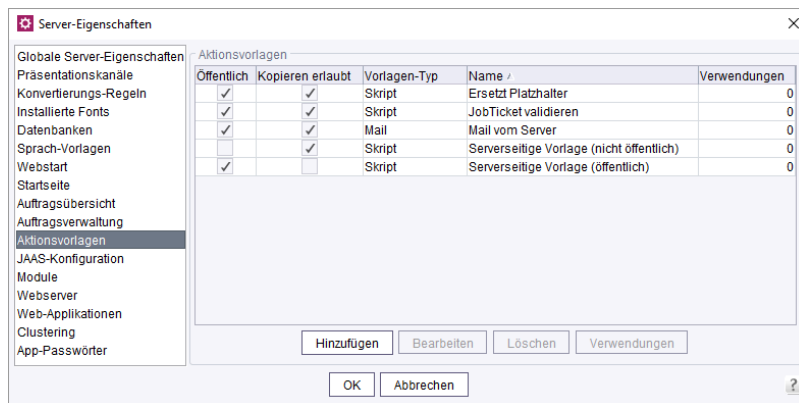 Server-Eigenschaften
Globale Server-Eigenschaften
Präsentationskanäle
Konvertierungs-Regeln
Installierte Fonts
Datenbanken
Sprach-Vorlagen
Webstart
Startseite
Auftragsübersicht
Auftragsverwaltung
Aktionsvorlagen
JAAS-Konfiguration
Module
Webserver
Web-Applikationen
Clustering
App-Passwörter
Aktionsvorlagen
Öffentlich Kopieren erlaubt Vorlagen-Typ Name Verwendungen
Skript Ersetzt Platzhalter 0
Skript JobTicket validieren 0
Mail Mail vom Server 0
Skript Serverseitige Vorlage (nicht öffentlich) 0
Skript Serverseitige Vorlage (öffentlich) 0
Hinzufügen Bearbeiten Löschen Verwendungen
OK Abbrechen ?